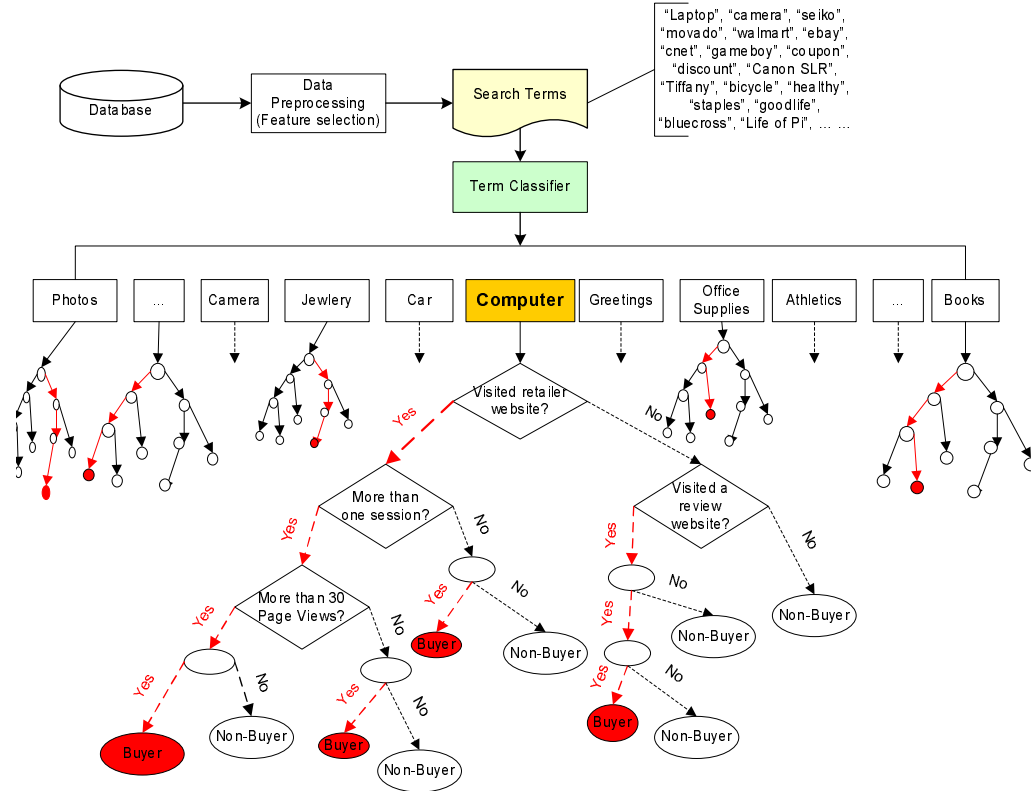 “Laptop”, “camera”, “seiko”,
“movado”, “walmart”, “ebay”,
“cnet”, “gameboy”, “coupon”,
“discount”, “Canon SLR”,
“Tiffany”, “bicycle”, “healthy”,
“staples”, “goodlife”,
“bluecross”, “Life of Pi”, … …
Database
Data
Preprocessing
(Feature selection)
Search Terms
Term Classifier
Photos
...
Camera
Jewlery
Car
Computer
Greetings
Office
Supplies
Athletics
...
Books
Visited retailer
website?
Yes
No
More than
one session?
Visited a
review
website?
Yes
No
Yes
No
More than 30
Page Views?
Yes
No
Yes
No
Buyer
Non-Buyer
No
Yes
Non-Buyer
Non-Buyer
Yes
No
Yes
No
Yes
No
Buyer
Non-Buyer
Buyer
Non-Buyer
Buyer
Non-Buyer